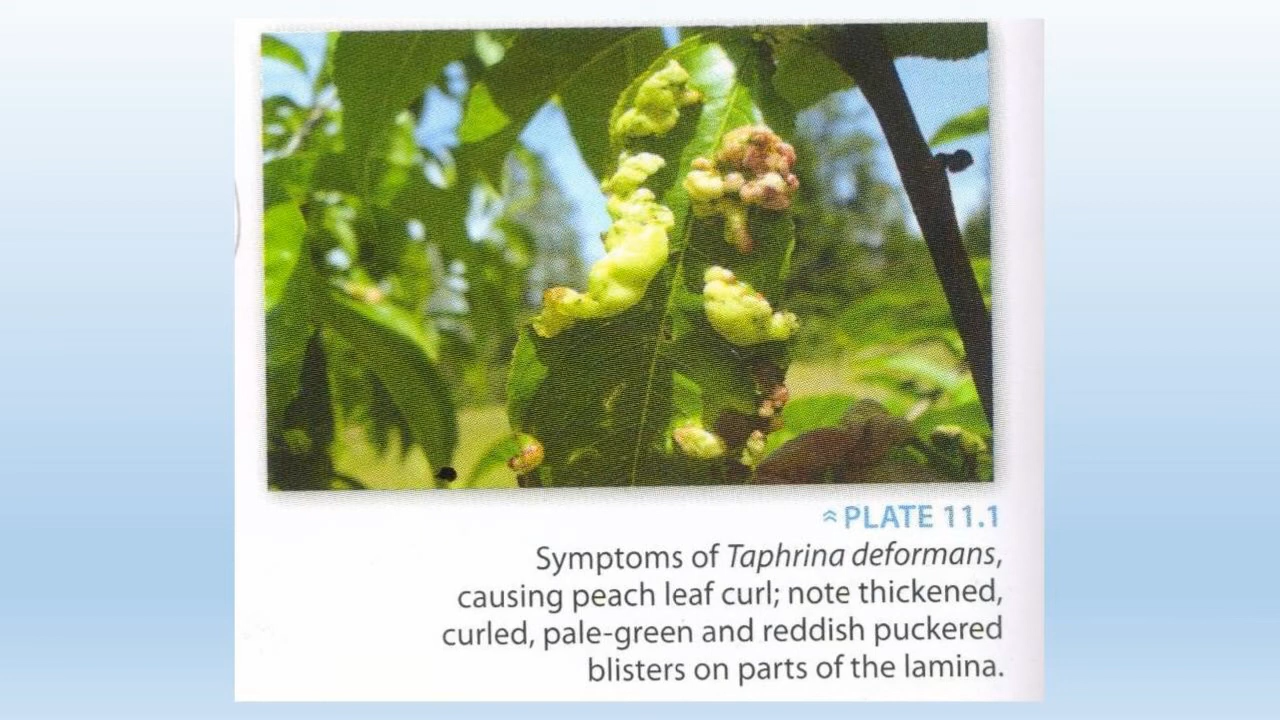 PLATE 11.1
Symptoms of Taphrina deformans,
causing peach leaf curl; note thickened,
curled, pale-green and reddish puckered
blisters on parts of the lamina.